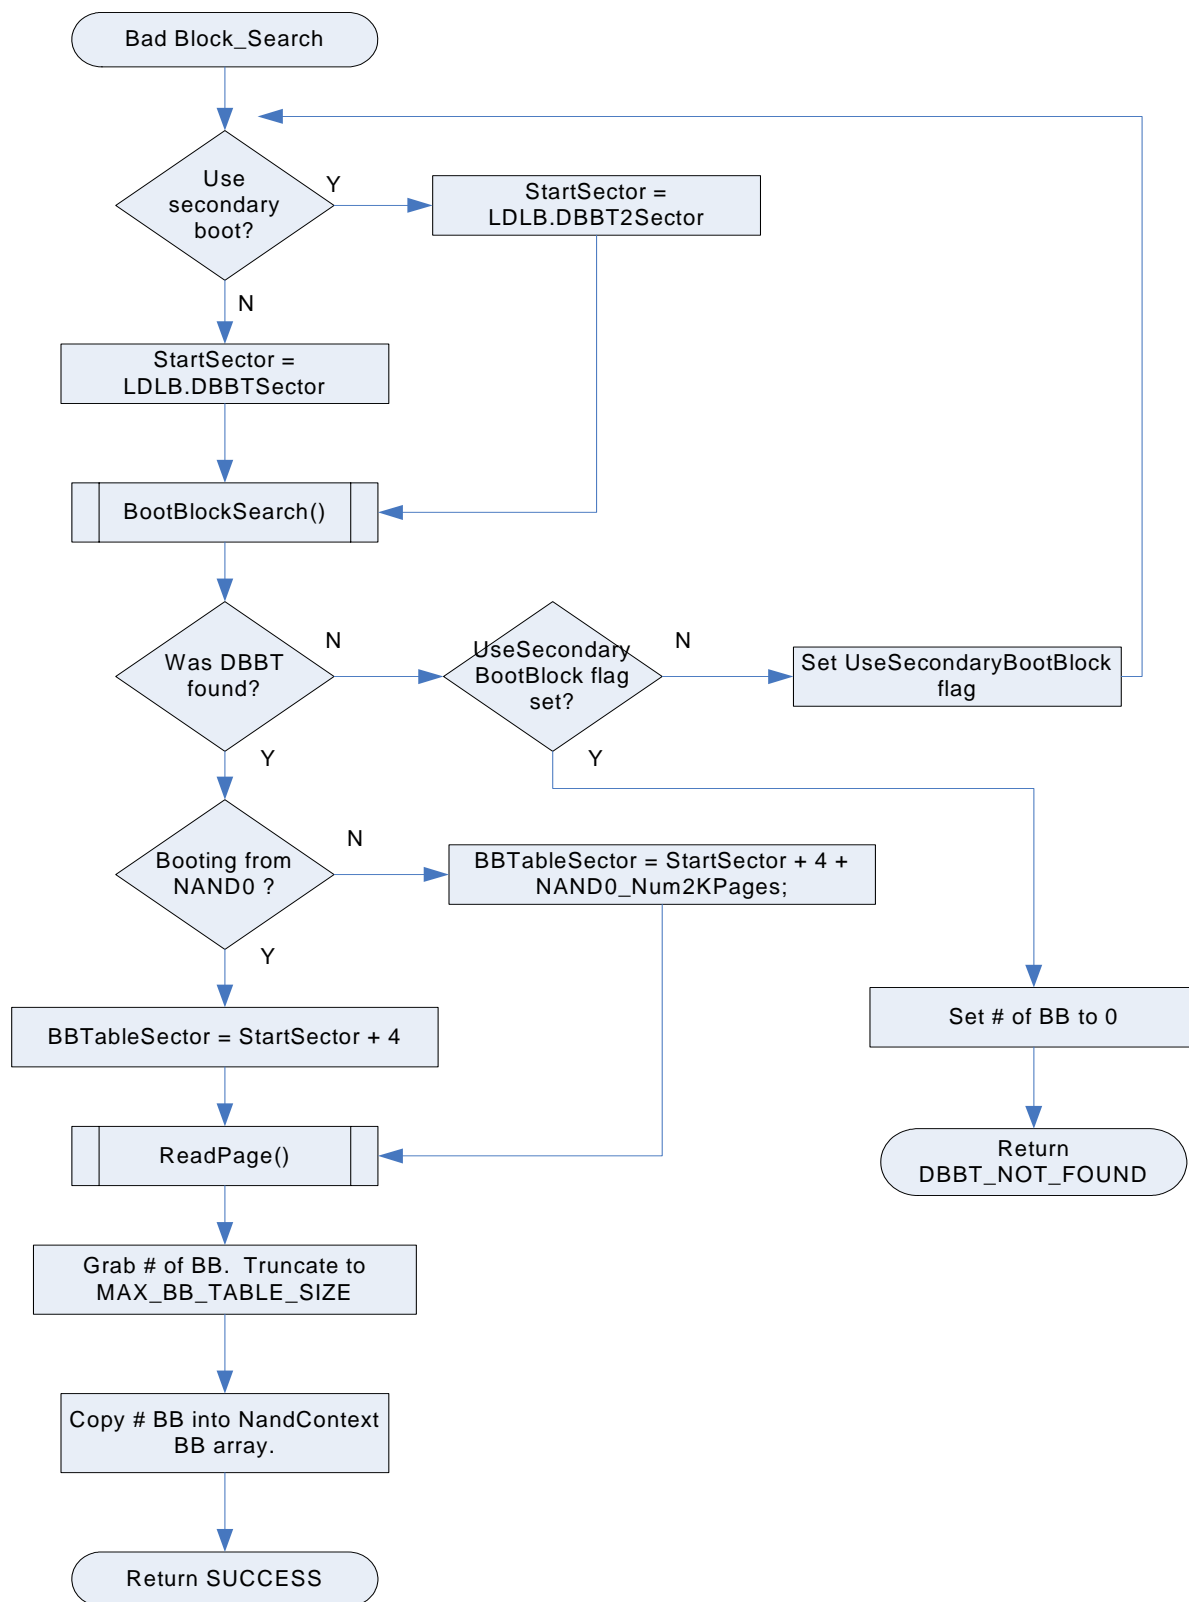 Bad Block_Search
Use
secondary
boot?
Y
StartSector =
LDLB.DBBT2Sector
N
StartSector =
LDLB.DBBTSector
BootBlockSearch()
Was DBBT
found?
N
UseSecondary
BootBlock flag
set?
N
Set UseSecondaryBootBlock
flag
Y
Y
Booting from
NAND0 ?
N
BBTableSector = StartSector + 4 +
NAND0_Num2KPages;
Y
BBTableSector = StartSector + 4
Set # of BB to 0
ReadPage()
Return
DBBT_NOT_FOUND
Grab # of BB.  Truncate to
MAX_BB_TABLE_SIZE
Copy # BB into NandContext
BB array.
Return SUCCESS